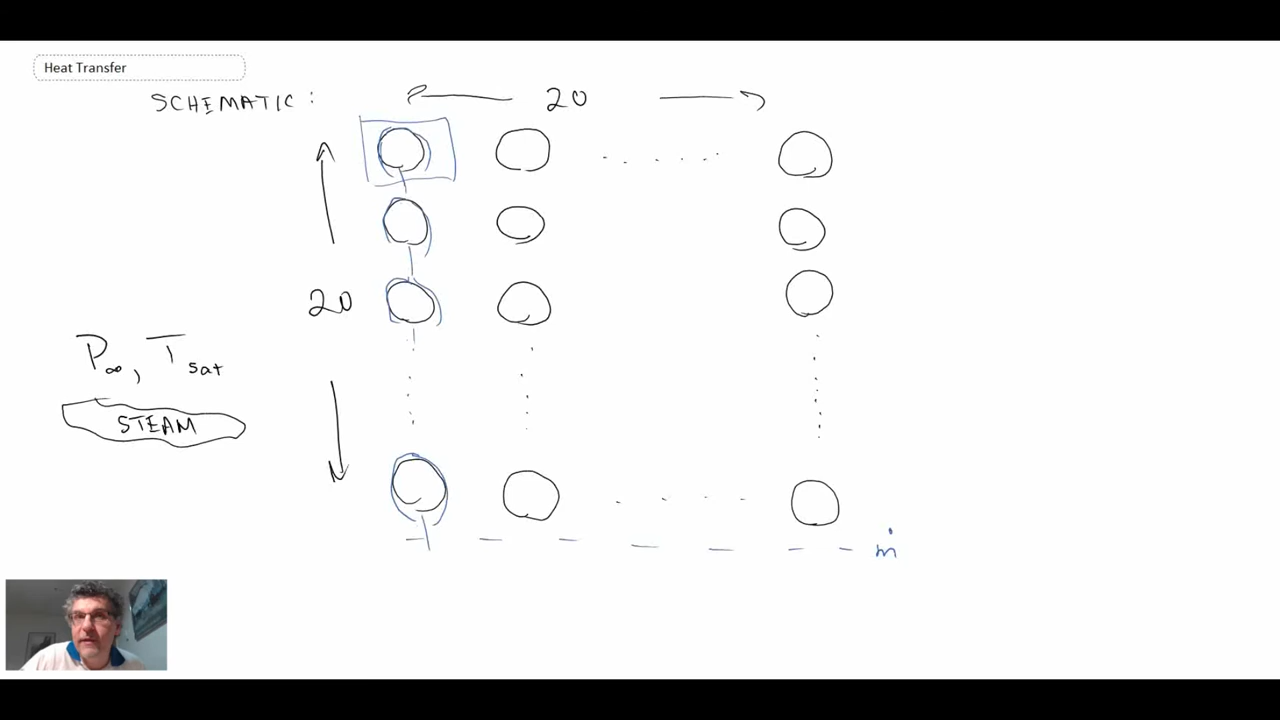 Heat Transfer
SCHEMATIC :
20
20
P∞, Tsat
STEAM
ṁ